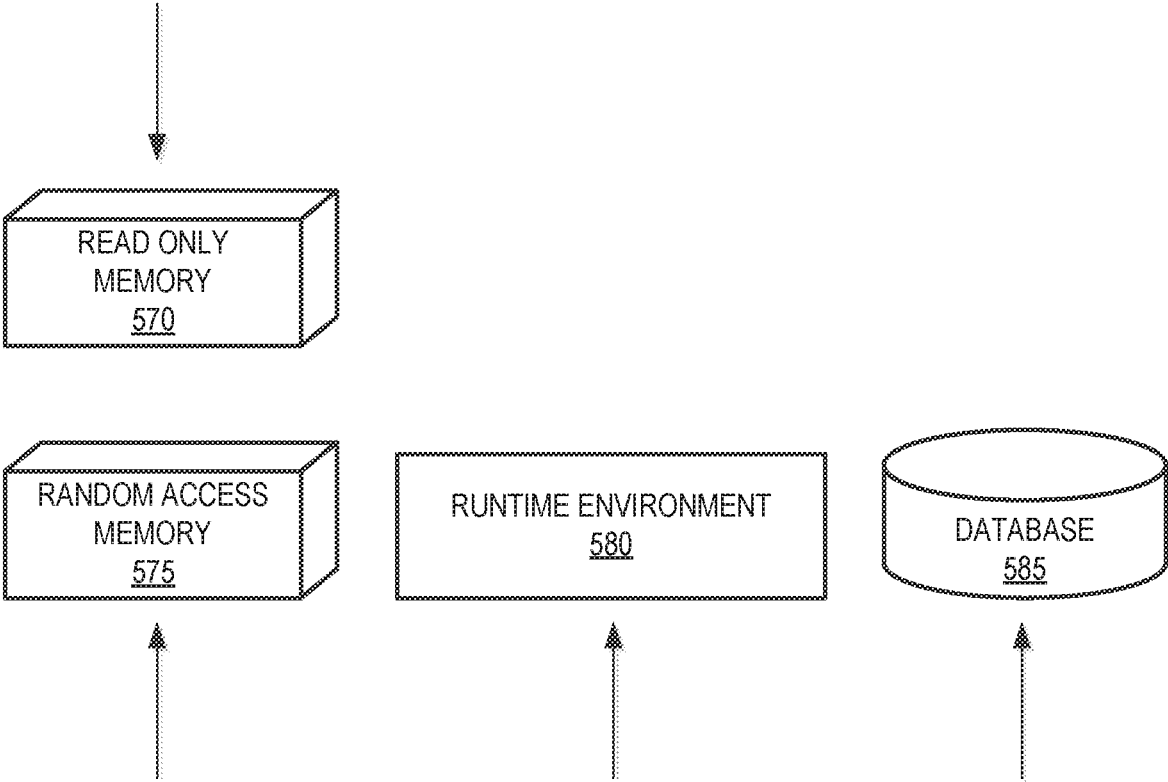 READ ONLY
MEMORY
570
RANDOM ACCESS
MEMORY
575
RUNTIME ENVIRONMENT
580
DATABASE
585